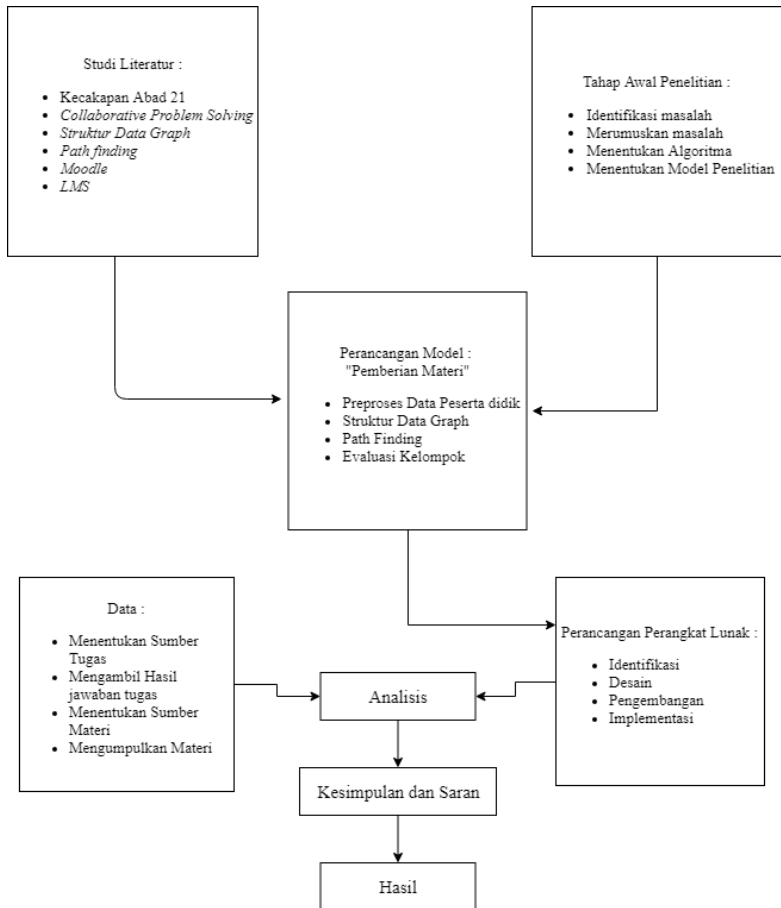 Studi Literatur :
Kecakapan Abad 21
Collaborative Problem Solving
Struktur Data Graph
Path finding
Moodle
LMS
Tahap Awal Penelitian :
Identifikasi masalah
Merumuskan masalah
Menentukan Algoritma
Menentukan Model Penelitian
Perancangan Model :
"Pemberian Materi"
Preproses Data Peserta didik
Struktur Data Graph
Path Finding
Evaluasi Kelompok
Data :
Menentukan Sumber
Tugas
Mengambil Hasil
jawaban tugas
Menentukan Sumber
Materi
Mengumpulkan Materi
Perancangan Perangkat Lunak :
Identifikasi
Desain
Pengembangan
Implementasi
Analisis
Kesimpulan dan Saran
Hasil